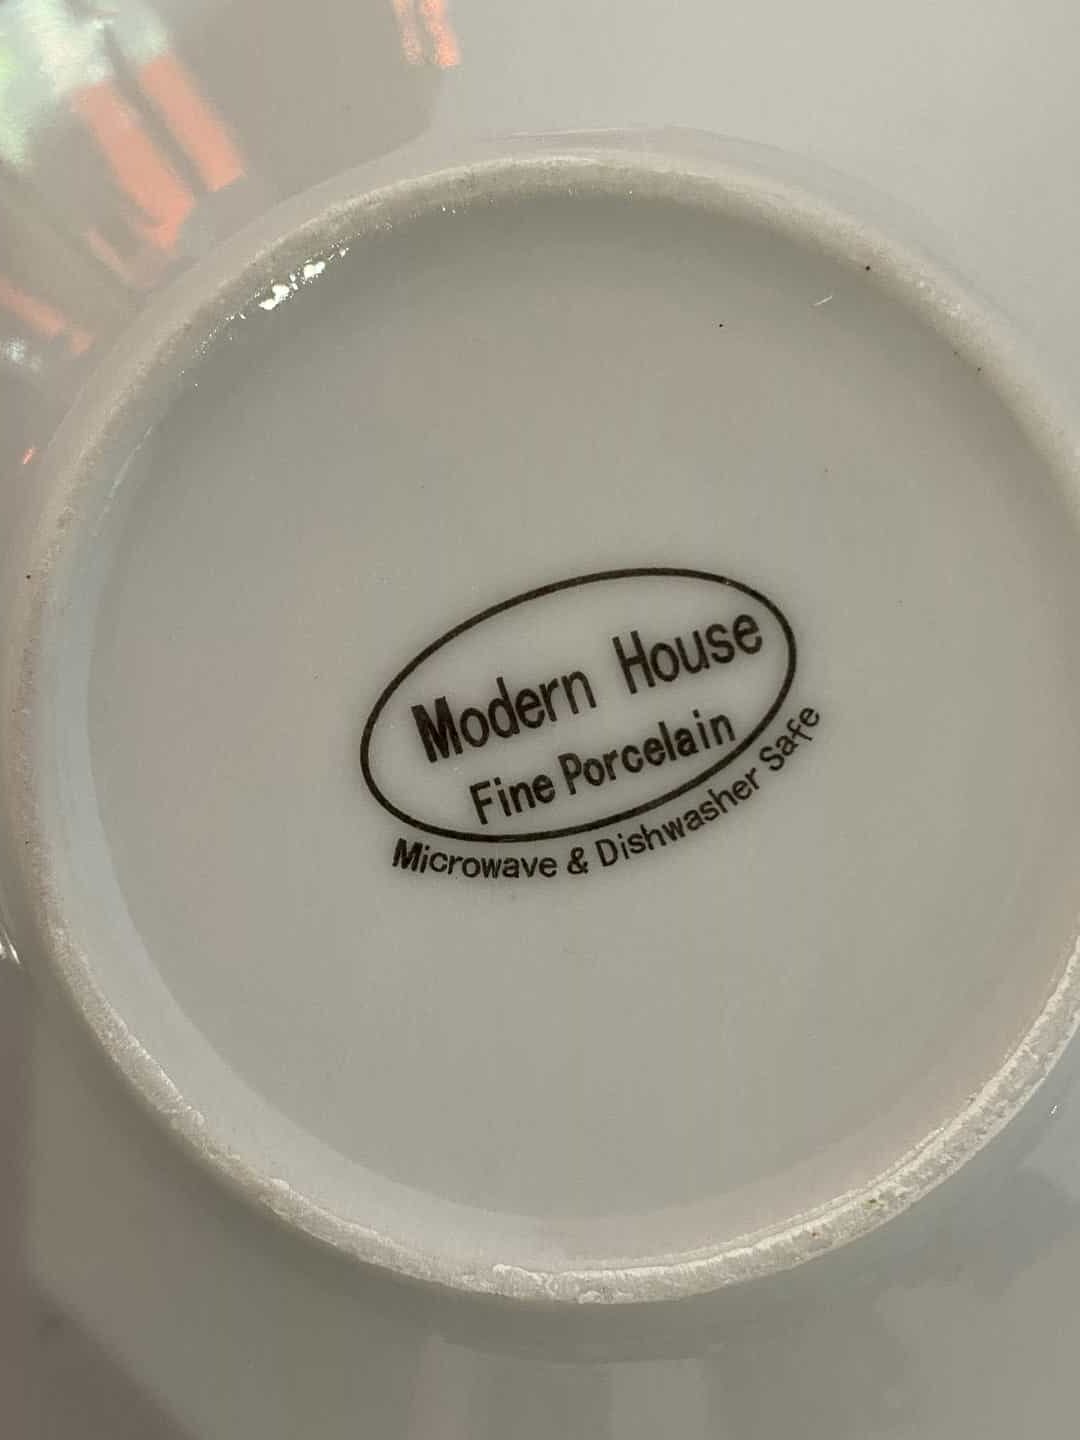 Modern House
Fine Porcelain
Microwave & Dishwasher Safe